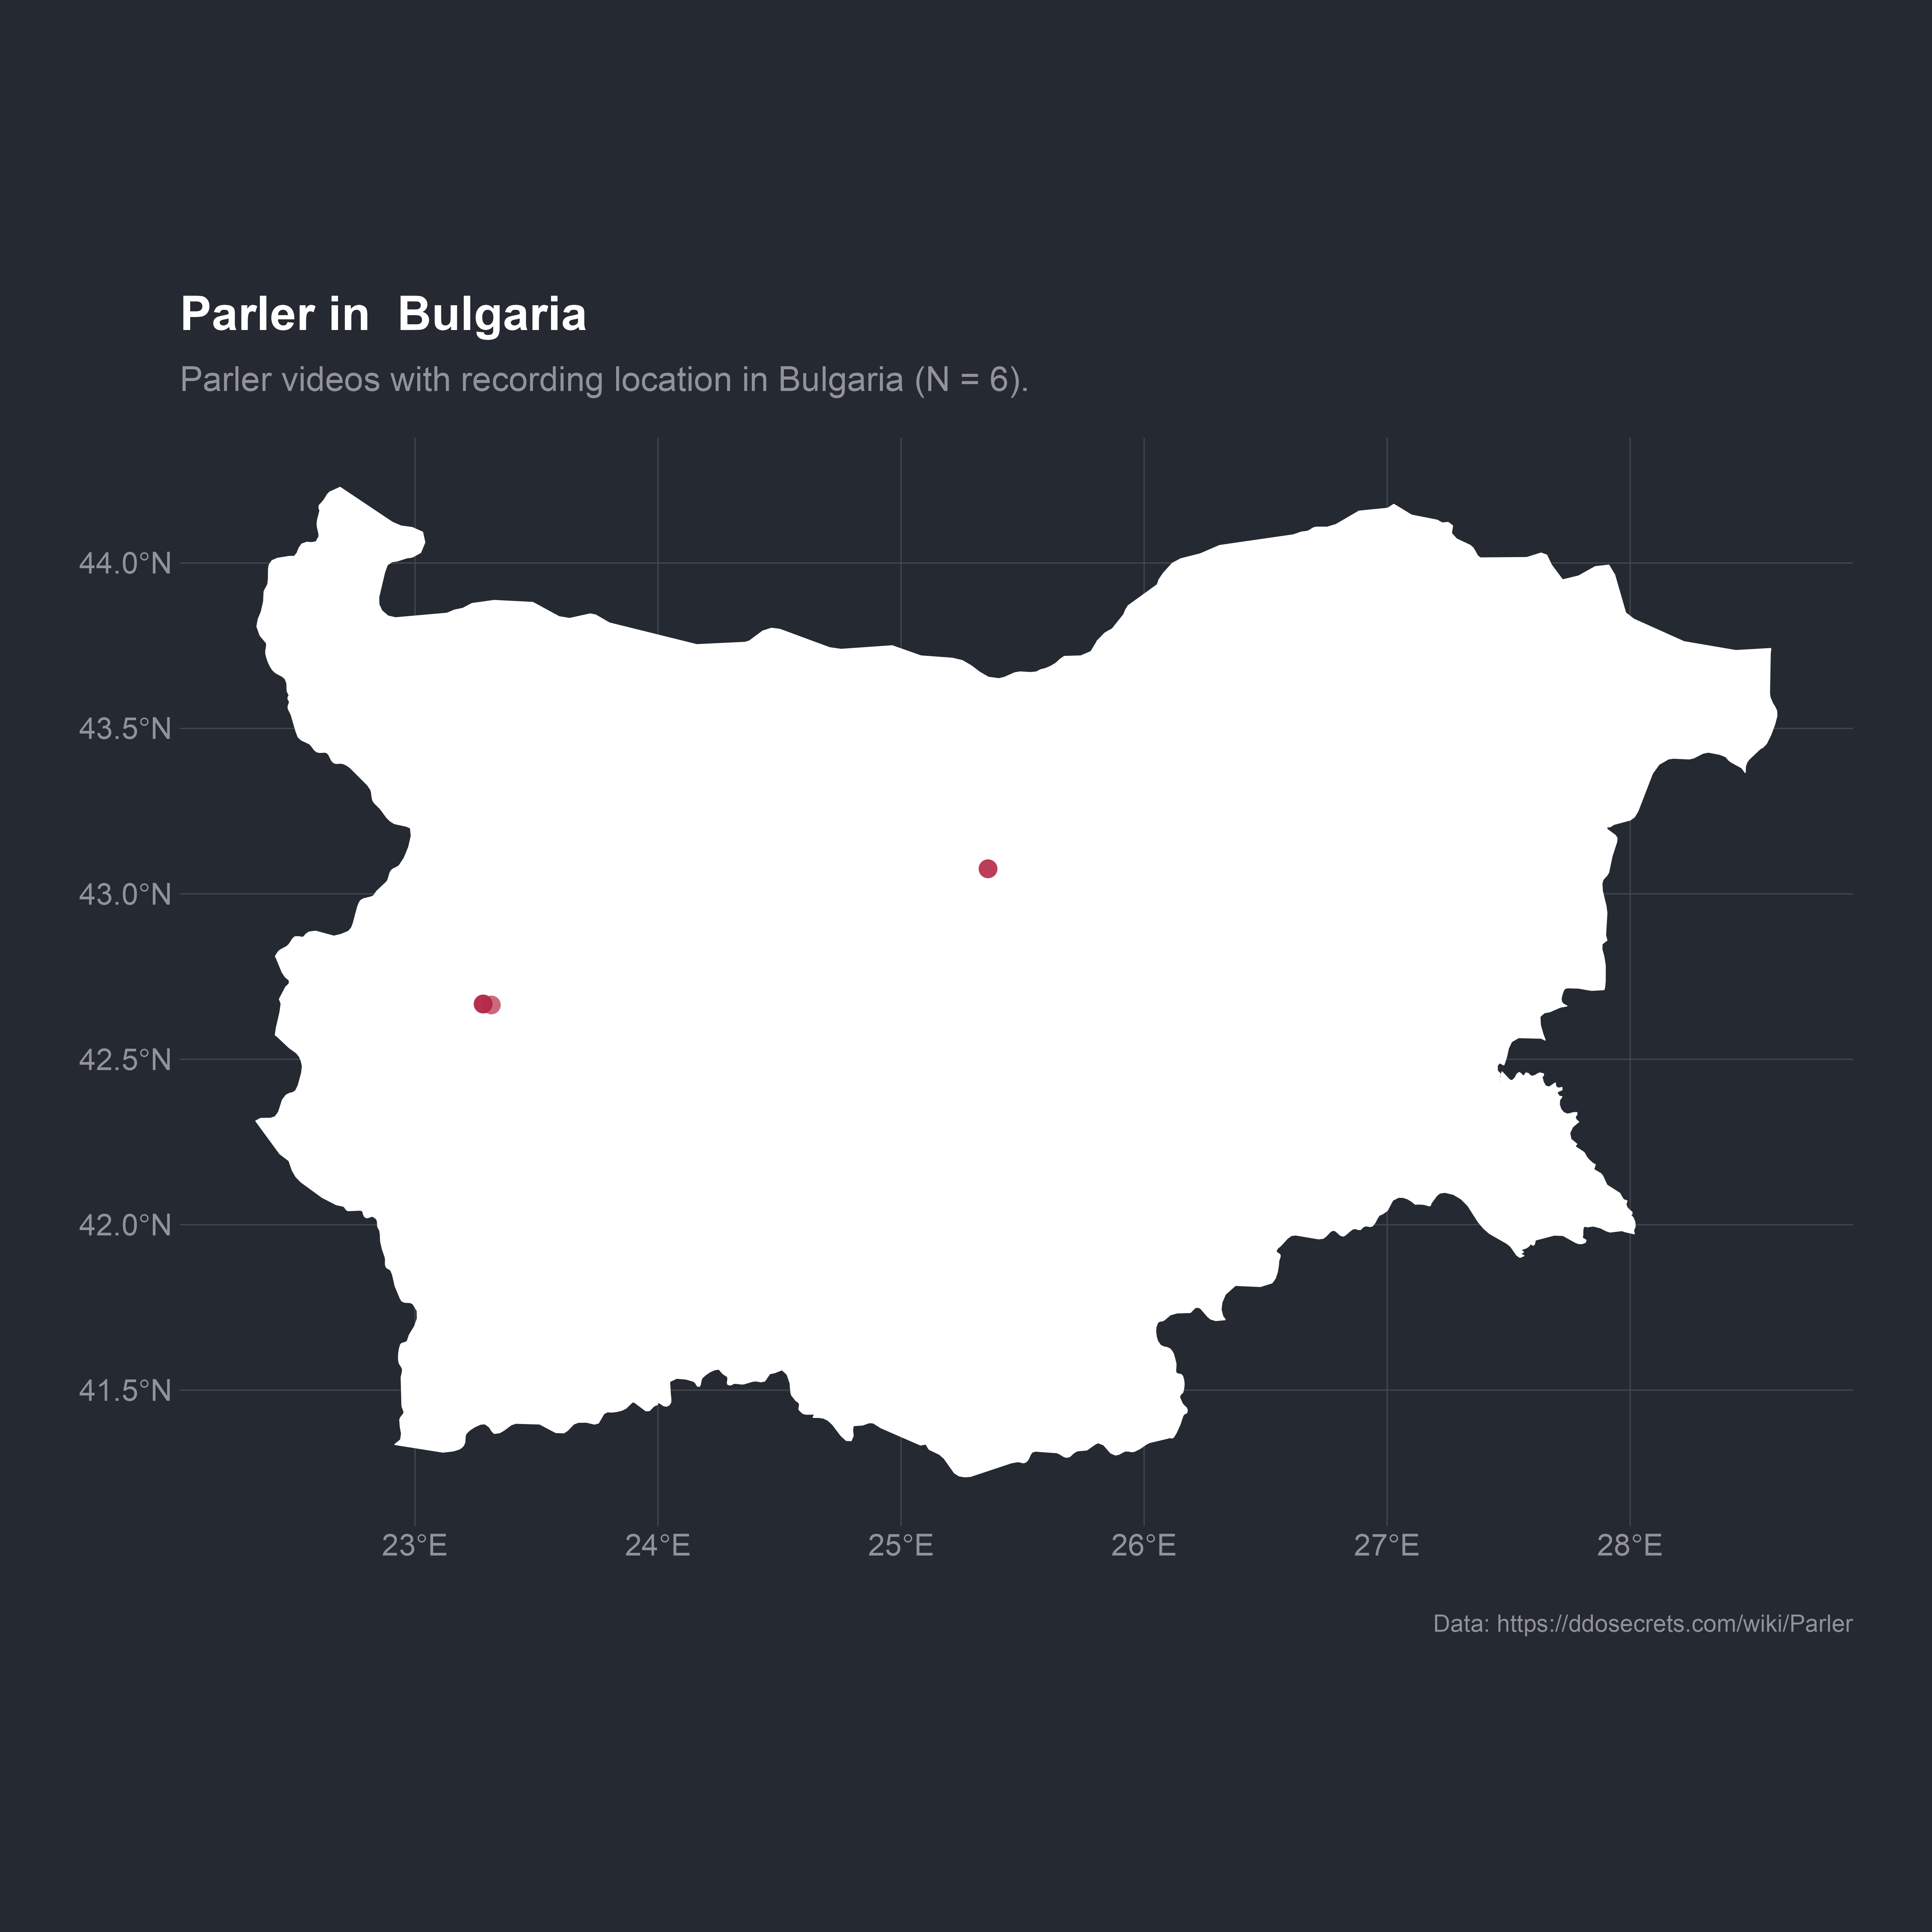 Parler in  Bulgaria
Parler videos with recording location in Bulgaria (N = 6).
44.0°N
43.5°N
43.0°N
42.5°N
42.0°N
41.5°N
23°E 24°E 25°E 26°E 27°E 28°E
Data: https://ddosecrets.com/wiki/Parler